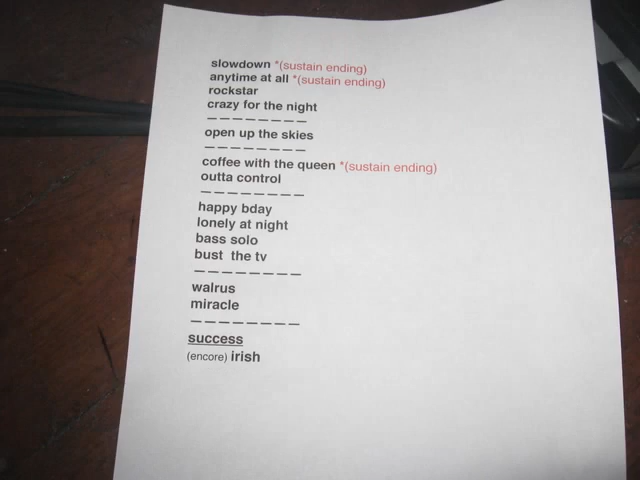 slowdown *(sustain ending)
anytime at all *(sustain ending)
rockstar
crazy for the night
————————
open up the skies
————————
coffee with the queen *(sustain ending)
outta control
————————
happy bday
lonely at night
bass solo
bust the tv
————————
walrus
miracle
————————
success
(encore) irish